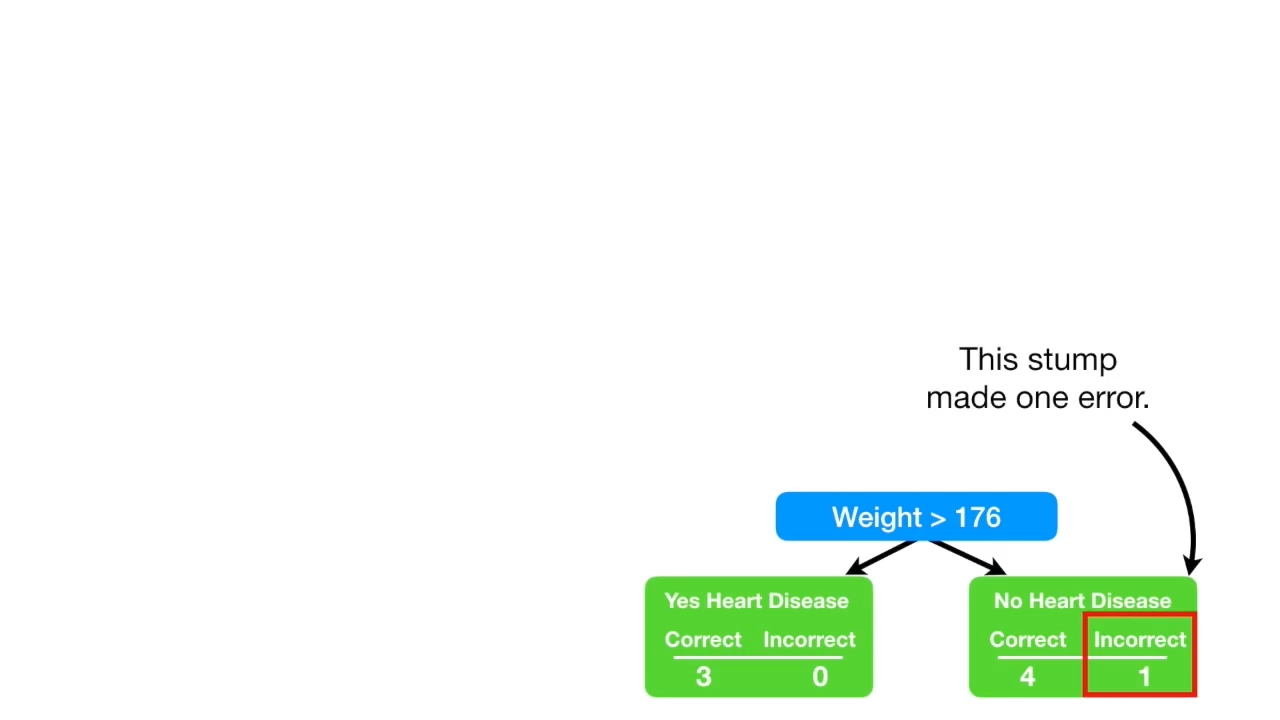 This stump
made one error.
Weight > 176
Yes Heart Disease
Correct Incorrect
3 0
No Heart Disease
Correct Incorrect
4 1